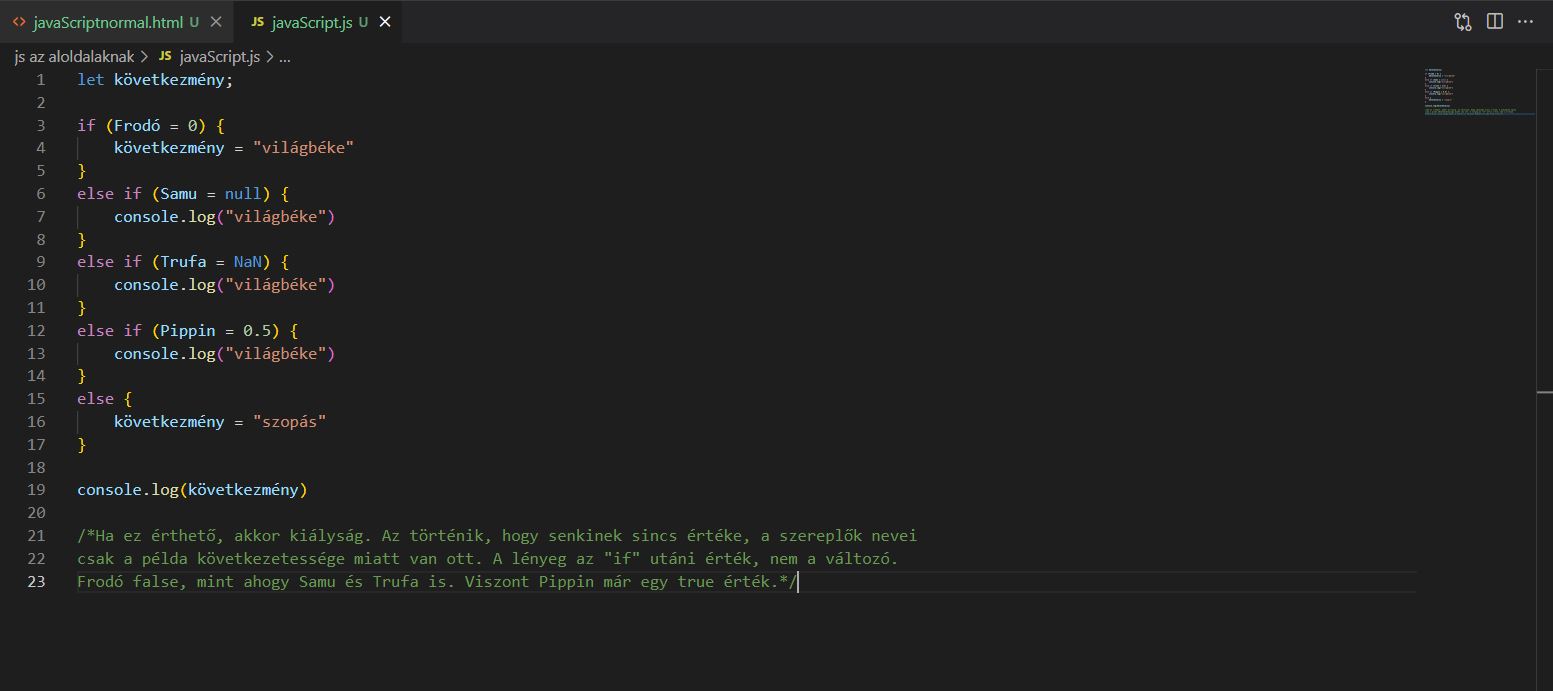 javaScriptnormal.html U
JS javaScript.js U
js az aloldalaknak > JS javaScript.js > ...
1 let következmény;
2
3 if (Frodó = 0) {
4 következmény = "világbéke"
5 }
6 else if (Samu = null) {
7 console.log("világbéke")
8 }
9 else if (Trufa = NaN) {
10 console.log("világbéke")
11 }
12 else if (Pippin = 0.5) {
13 console.log("világbéke")
14 }
15 else {
16 következmény = "szopás"
17 }
18
19 console.log(következmény)
20
21 /*Ha ez érthető, akkor kiályság. Az történik, hogy senkinek sincs értéke, a szereplők nevei
22 csak a példa következetessége miatt van ott. A lényeg az "if" utáni érték, nem a változó.
23 Frodó false, mint ahogy Samu és Trufa is. Viszont Pippin már egy true érték.*/